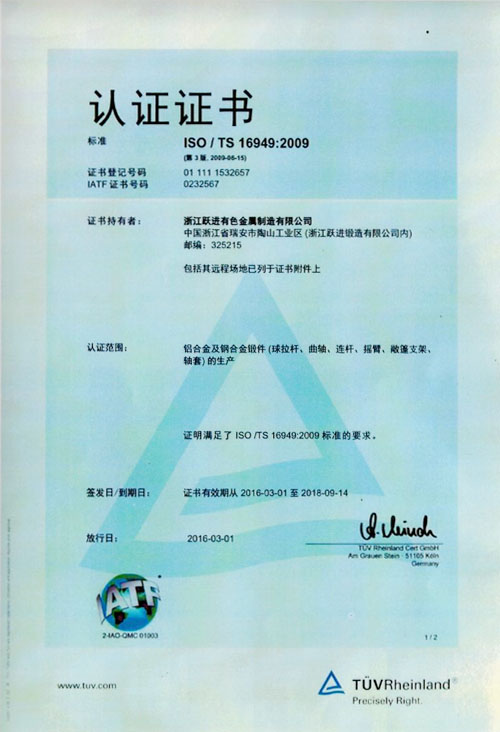 认证证书
标准 ISO / TS 16949:2009
(第 3 版, 2009-06-15)
证书登记号码 01 111 1532657
IATF 证书号码 0232567
证书持有者: 浙江跃进有色金属制造有限公司
中国浙江省瑞安市陶山工业区 (浙江跃进锻造有限公司内)
邮编: 325215
包括其远程场地已列于证书附件上
认证范围: 铝合金及钢合金锻件 (球拉杆、曲轴、连杆、摇臂、敞篷支架、
轴套) 的生产
证明满足了 ISO /TS 16949:2009 标准的要求。
签发日/到期日: 证书有效期从 2016-03-01 至 2018-09-14
放行日: 2016-03-01
TÜV Rheinland Cert GmbH
Am Grauen Stein · 51105 Köln
Germany
IATF
2-IAO-QMC 01003
1 / 2
www.tuv.com
TÜVRheinland®
Precisely Right.